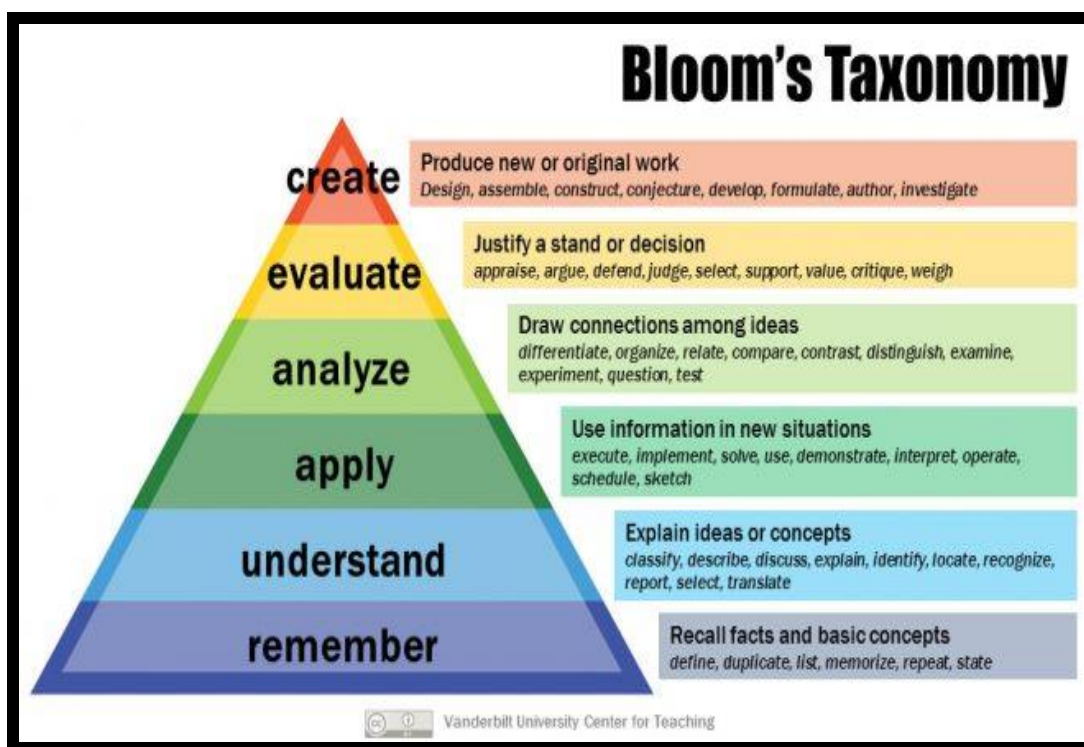 Bloom's Taxonomy
create
Produce new or original work
Design, assemble, construct, conjecture, develop, formulate, author, investigate
evaluate
Justify a stand or decision
appraise, argue, defend, judge, select, support, value, critique, weigh
analyze
Draw connections among ideas
differentiate, organize, relate, compare, contrast, distinguish, examine,
experiment, question, test
apply
Use information in new situations
execute, implement, solve, use, demonstrate, interpret, operate,
schedule, sketch
understand
Explain ideas or concepts
classify, describe, discuss, explain, identify, locate, recognize,
report, select, translate
remember
Recall facts and basic concepts
define, duplicate, list, memorize, repeat, state
cc
Vanderbilt University Center for Teaching